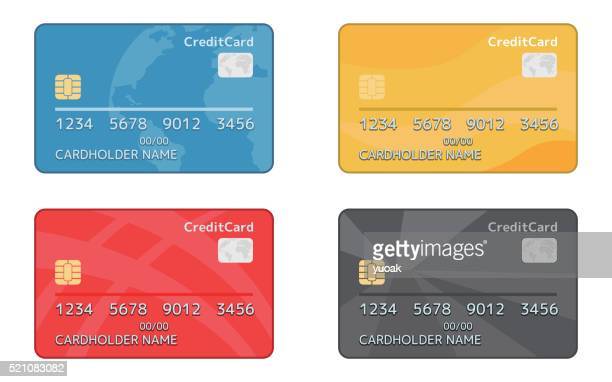 CreditCard
1234 5678 9012 3456
00/00
CARDHOLDER NAME
CreditCard
1234 5678 9012 3456
00/00
CARDHOLDER NAME
CreditCard
1234 5678 9012 3456
00/00
CARDHOLDER NAME
CreditCard
1234 5678 9012 3456
00/00
CARDHOLDER NAME
gettyimages
yuoak
521083082